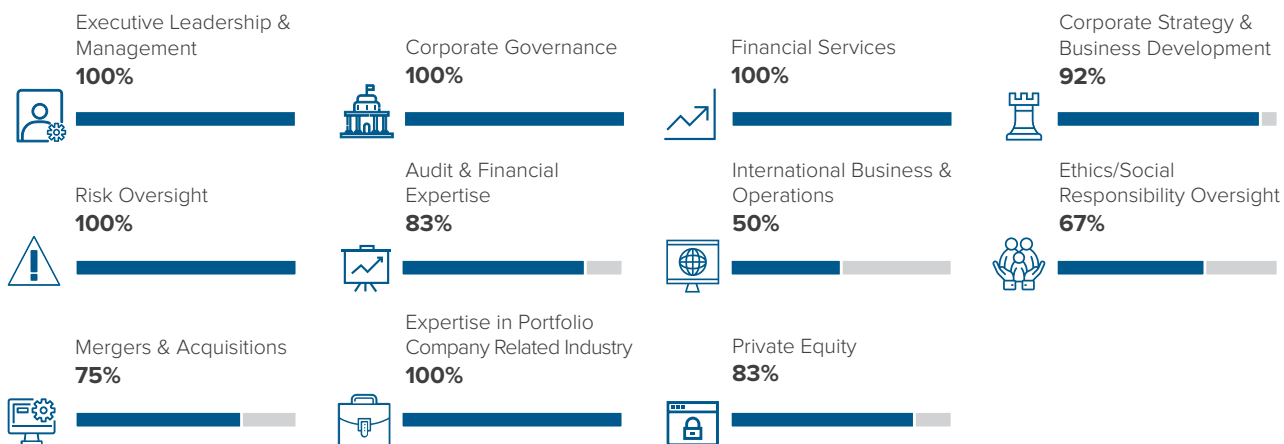 Executive Leadership &
Management
100%
Corporate Governance
100%
Financial Services
100%
Corporate Strategy &
Business Development
92%
Risk Oversight
100%
Audit & Financial
Expertise
83%
International Business &
Operations
50%
Ethics/Social
Responsibility Oversight
67%
Mergers & Acquisitions
75%
Expertise in Portfolio
Company Related Industry
100%
Private Equity
83%